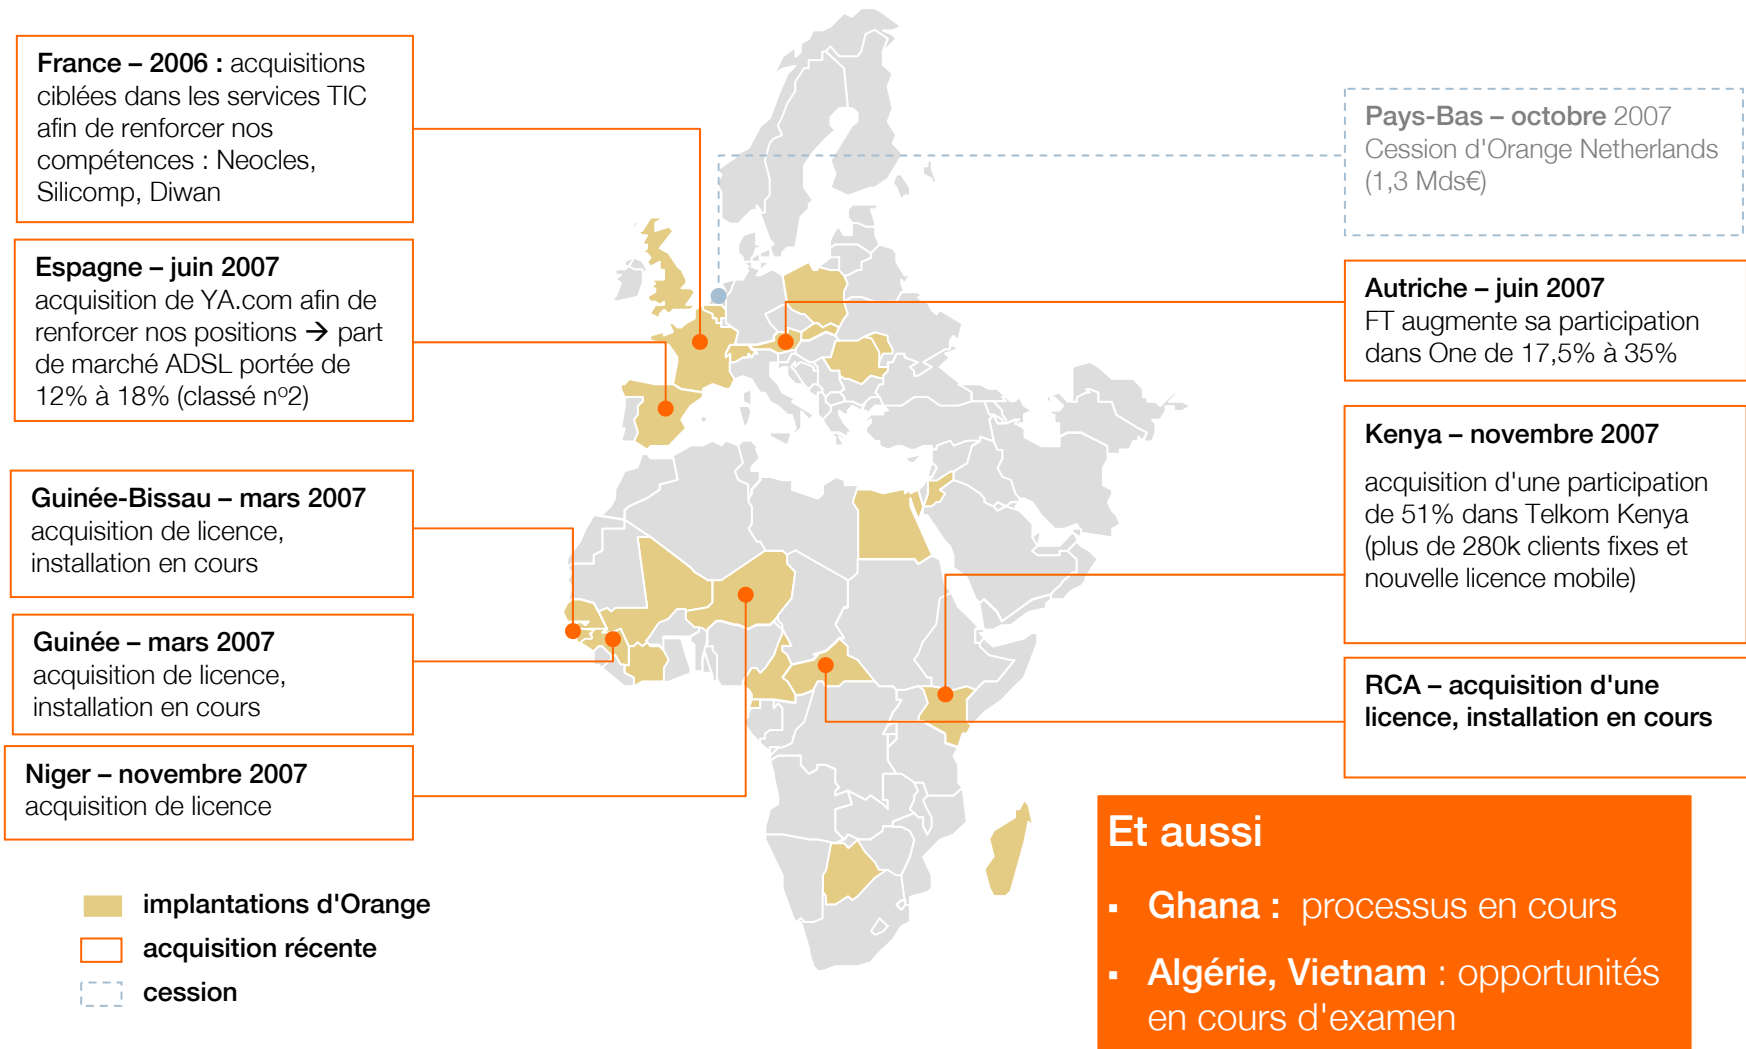 France – 2006 : acquisitions
ciblées dans les services TIC
afin de renforcer nos
compétences : Neocles,
Silicomp, Diwan
Espagne – juin 2007
acquisition de YA.com afin de
renforcer nos positions → part
de marché ADSL portée de
12% à 18% (classé nº2)
Guinée-Bissau – mars 2007
acquisition de licence,
installation en cours
Guinée – mars 2007
acquisition de licence,
installation en cours
Niger – novembre 2007
acquisition de licence
implantations d'Orange
acquisition récente
cession
Pays-Bas – octobre 2007
Cession d'Orange Netherlands
(1,3 Mds€)
Autriche – juin 2007
FT augmente sa participation
dans One de 17,5% à 35%
Kenya – novembre 2007
acquisition d'une participation
de 51% dans Telkom Kenya
(plus de 280k clients fixes et
nouvelle licence mobile)
RCA – acquisition d'une
licence, installation en cours
Et aussi
▪ Ghana : processus en cours
▪ Algérie, Vietnam : opportunités
en cours d'examen